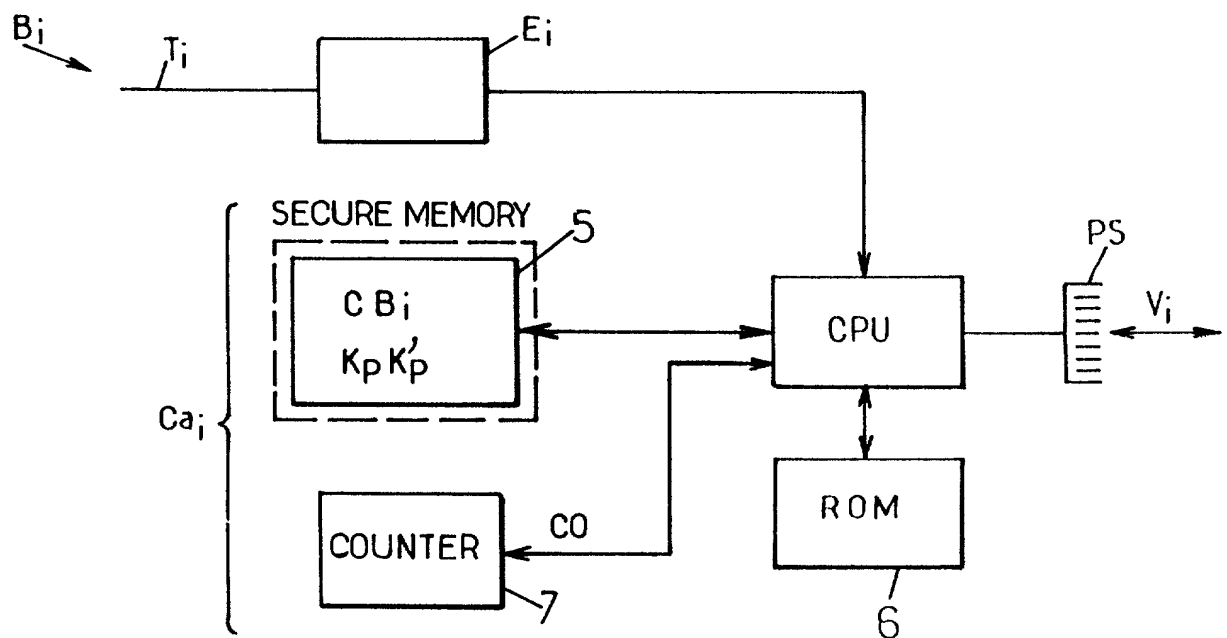 Bi
Ti
Ei
SECURE MEMORY
5
C Bi
Kp K'p
Cai
CPU
PS
Vi
ROM
6
COUNTER
CO
7